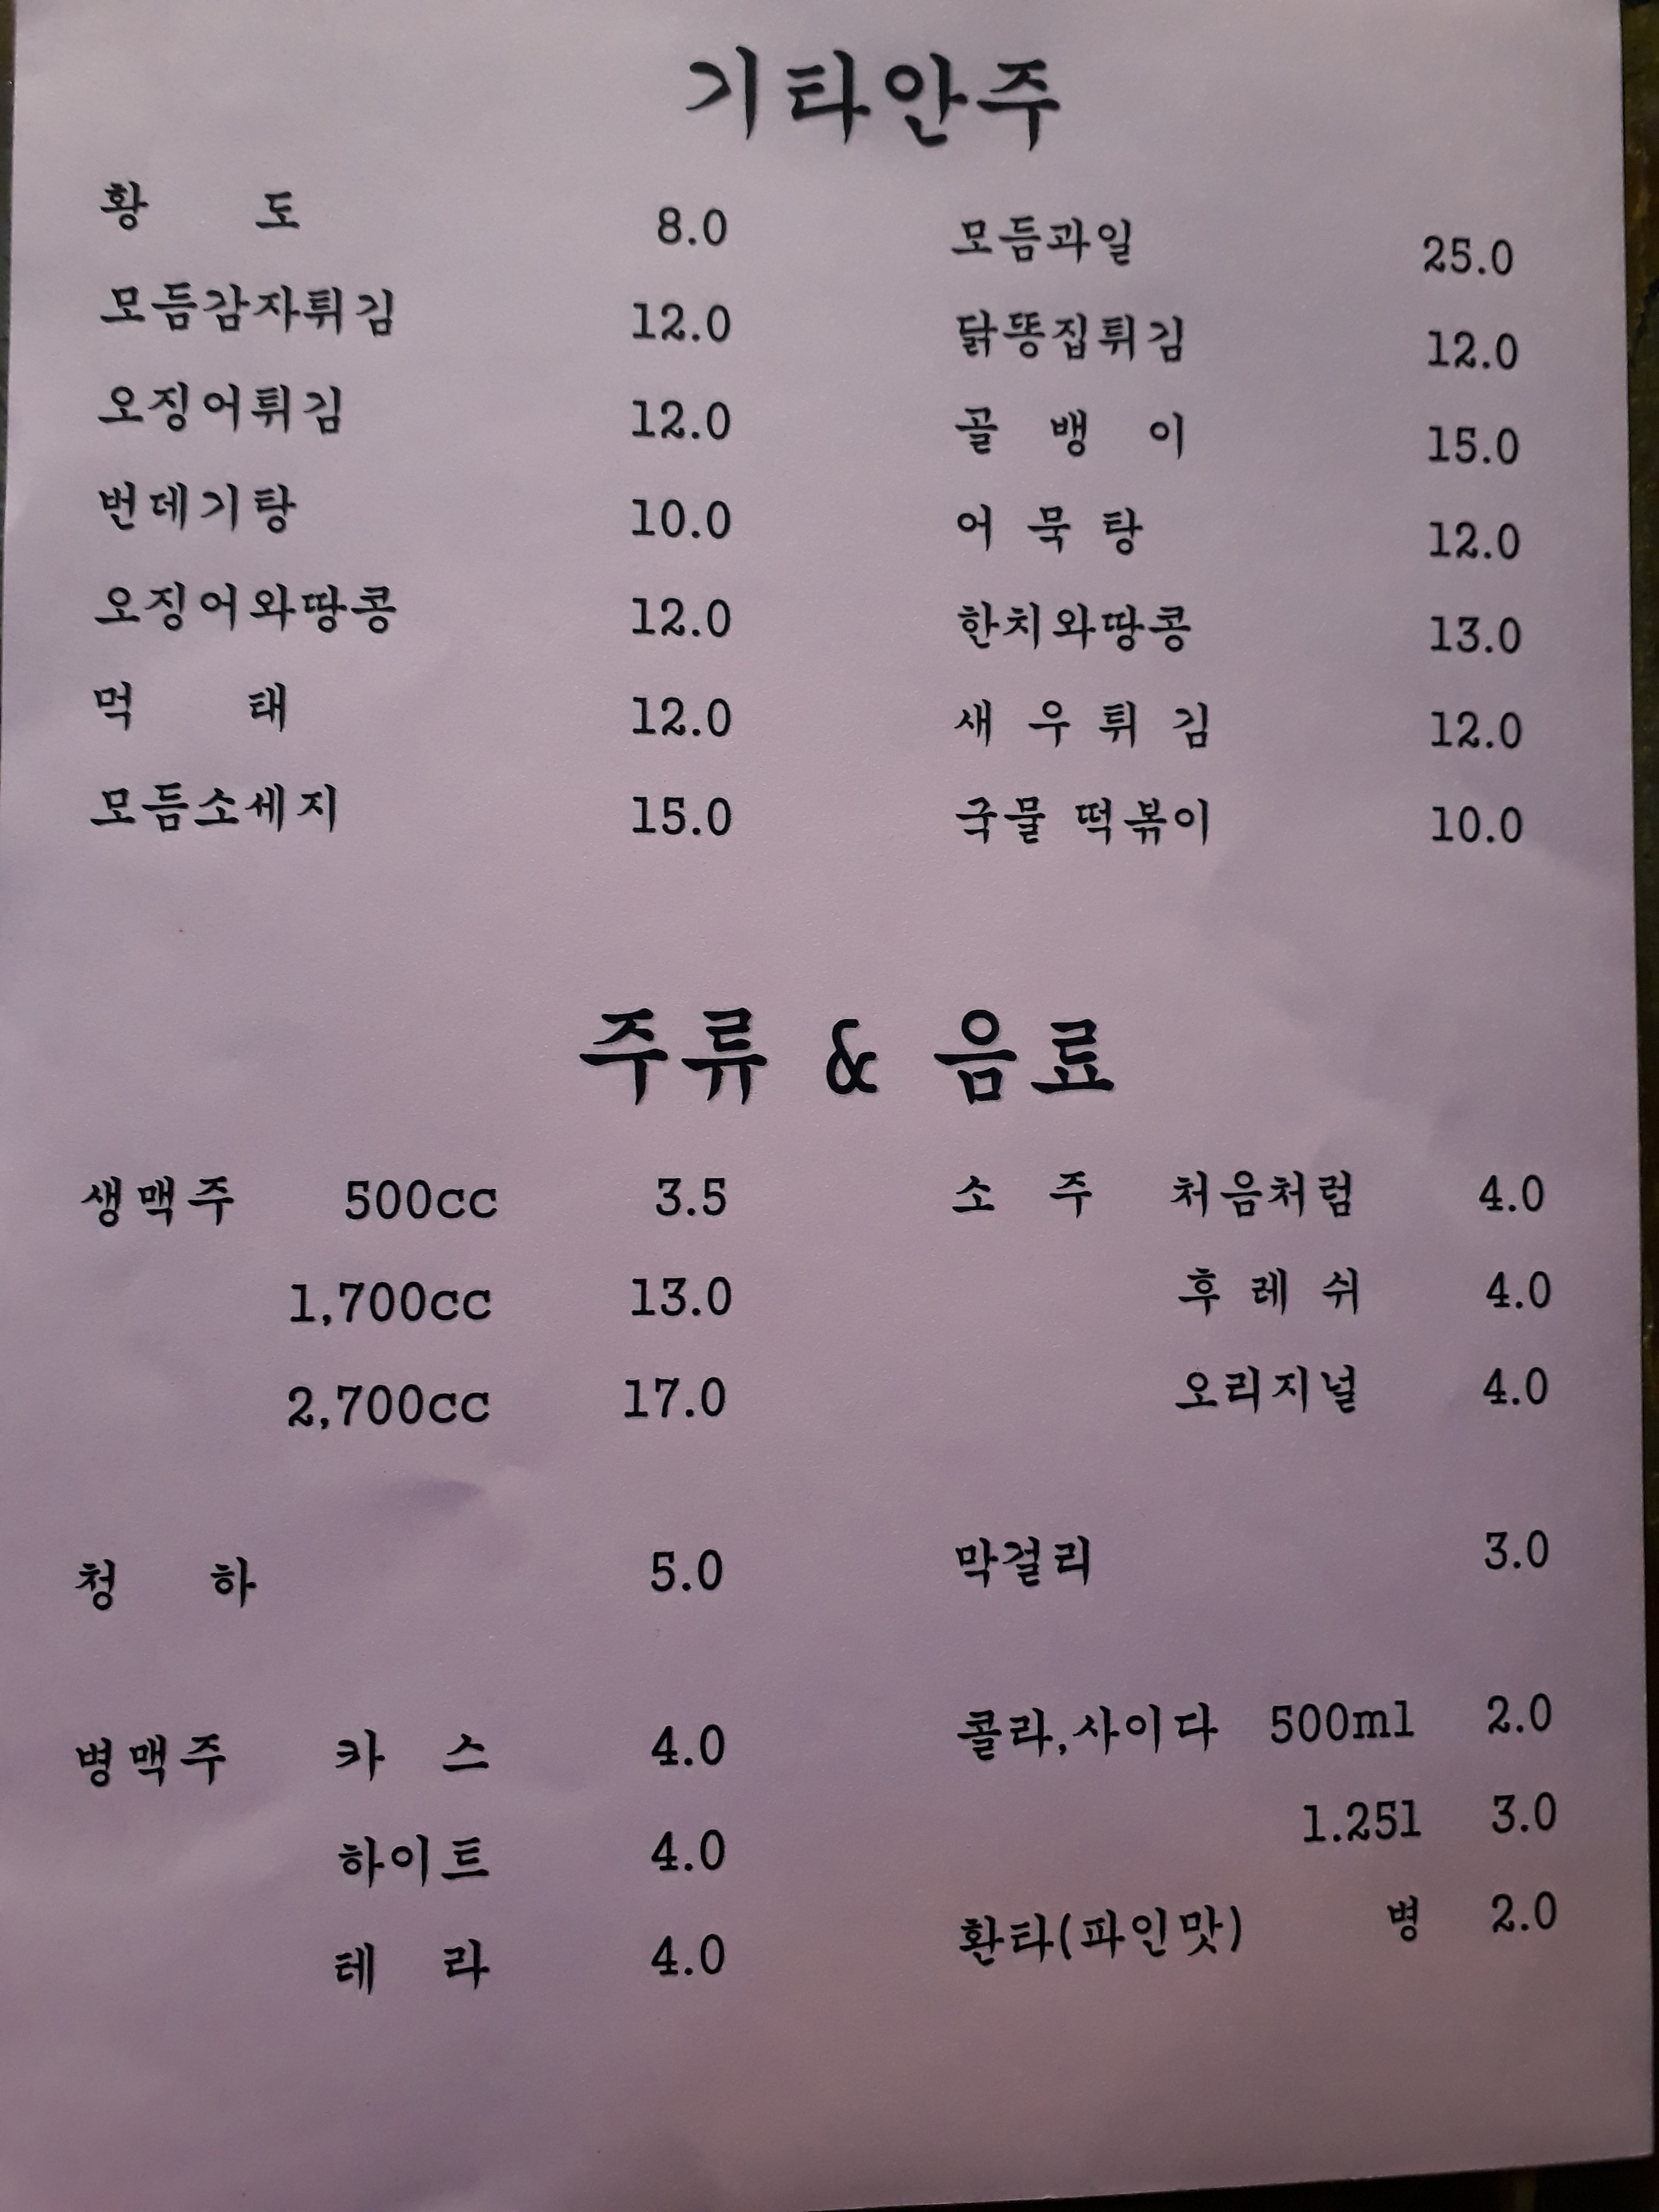 기타안주
황 도 8.0
모듬감자튀김 12.0
오징어튀김 12.0
번데기탕 10.0
오징어와땅콩 12.0
먹 태 12.0
모듬소세지 15.0
모듬과일 25.0
닭똥집튀김 12.0
골 뱅 이 15.0
어 묵 탕 12.0
한치와땅콩 13.0
새 우 튀 김 12.0
국물 떡볶이 10.0
주류 & 음료
생맥주 500cc 3.5
1,700cc 13.0
2,700cc 17.0
청 하 5.0
병맥주 카 스 4.0
하이트 4.0
테 라 4.0
소 주 처음처럼 4.0
후 레 쉬 4.0
오리지널 4.0
막걸리 3.0
콜라,사이다 500ml 2.0
1.25l 3.0
환타(파인맛) 병 2.0